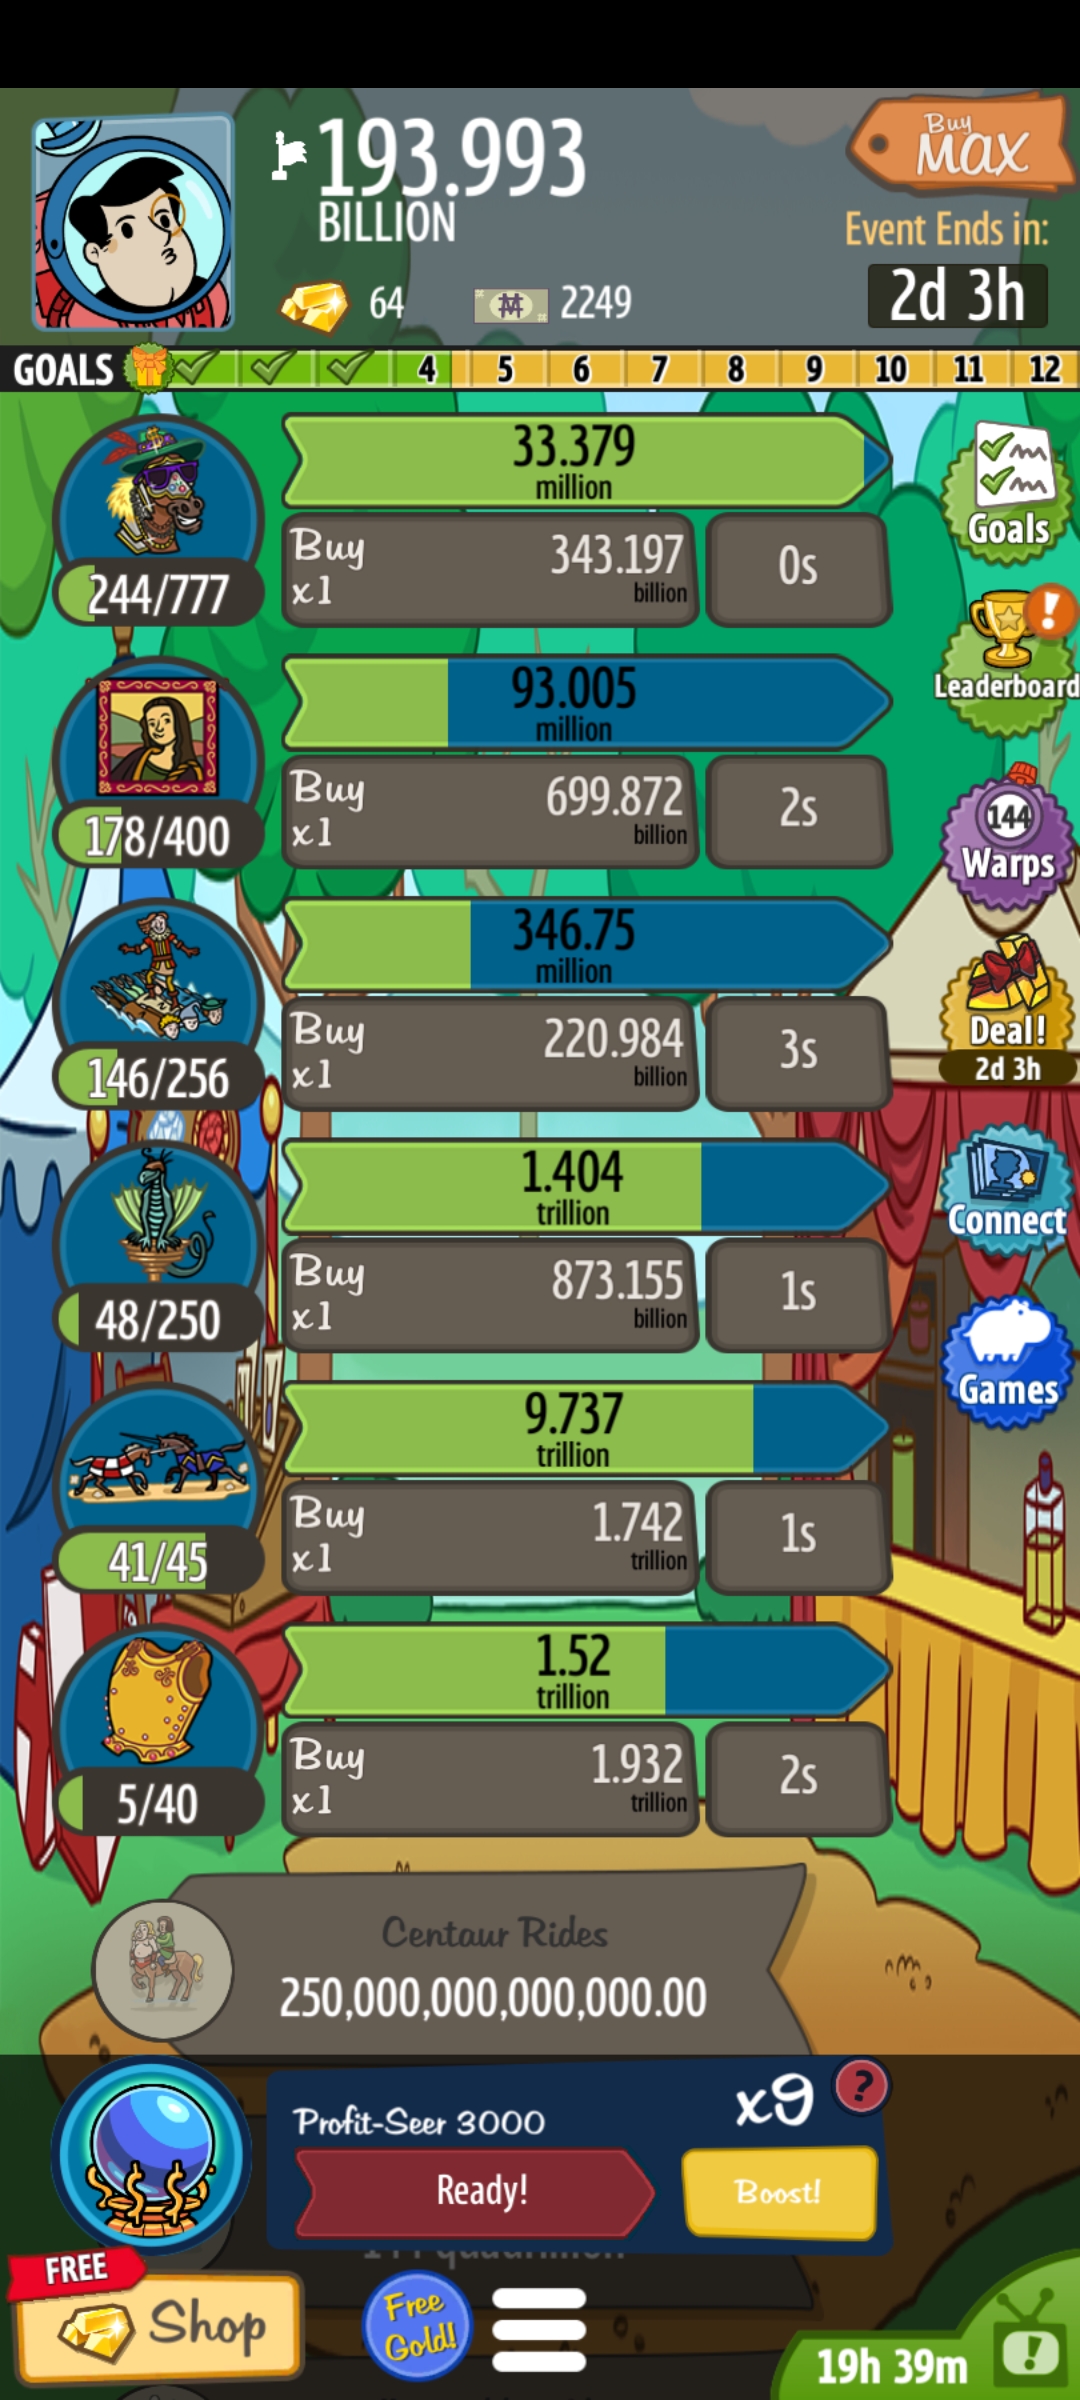 193.993
BILLION
64
2249
Buy
MAX
Event Ends in:
2d 3h
GOALS
4
5
6
7
8
9
10
11
12
33.379
million
Buy
x1
343.197
billion
0s
244/777
Goals
Leaderboard
93.005
million
Buy
x1
699.872
billion
2s
178/400
144
Warps
346.75
million
Buy
x1
220.984
billion
3s
146/256
Deal!
2d 3h
1.404
trillion
Buy
x1
873.155
billion
1s
48/250
Connect
Games
9.737
trillion
Buy
x1
1.742
trillion
1s
41/45
1.52
trillion
Buy
x1
1.932
trillion
2s
5/40
Centaur Rides
250,000,000,000,000.00
Profit-Seer 3000
x9
?
Ready!
Boost!
FREE
Shop
Free
Gold!
19h 39m